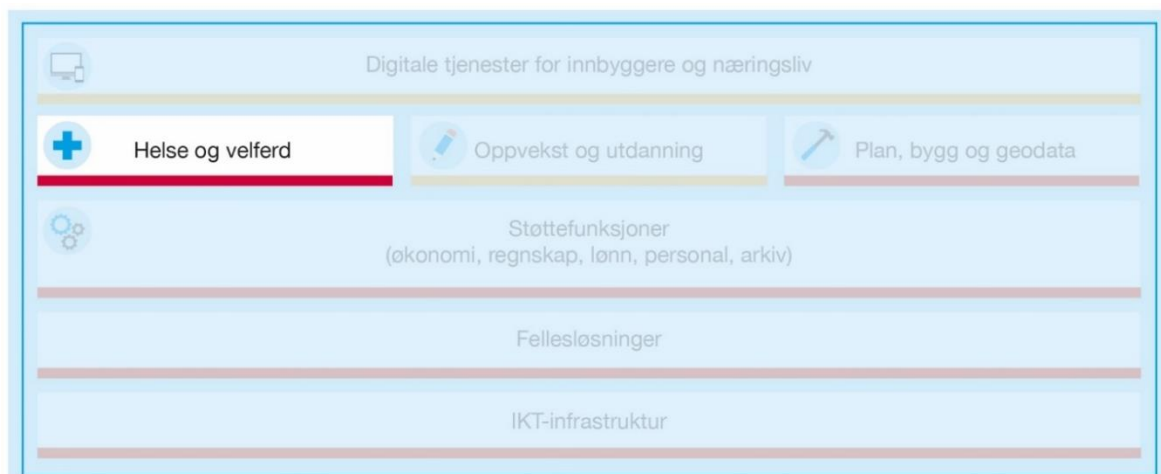 Digitale tjenester for innbyggere og næringsliv
Helse og velferd
Oppvekst og utdanning
Plan, bygg og geodata
Støttefunksjoner
(økonomi, regnskap, lønn, personal, arkiv)
Fellesløsninger
IKT-infrastruktur